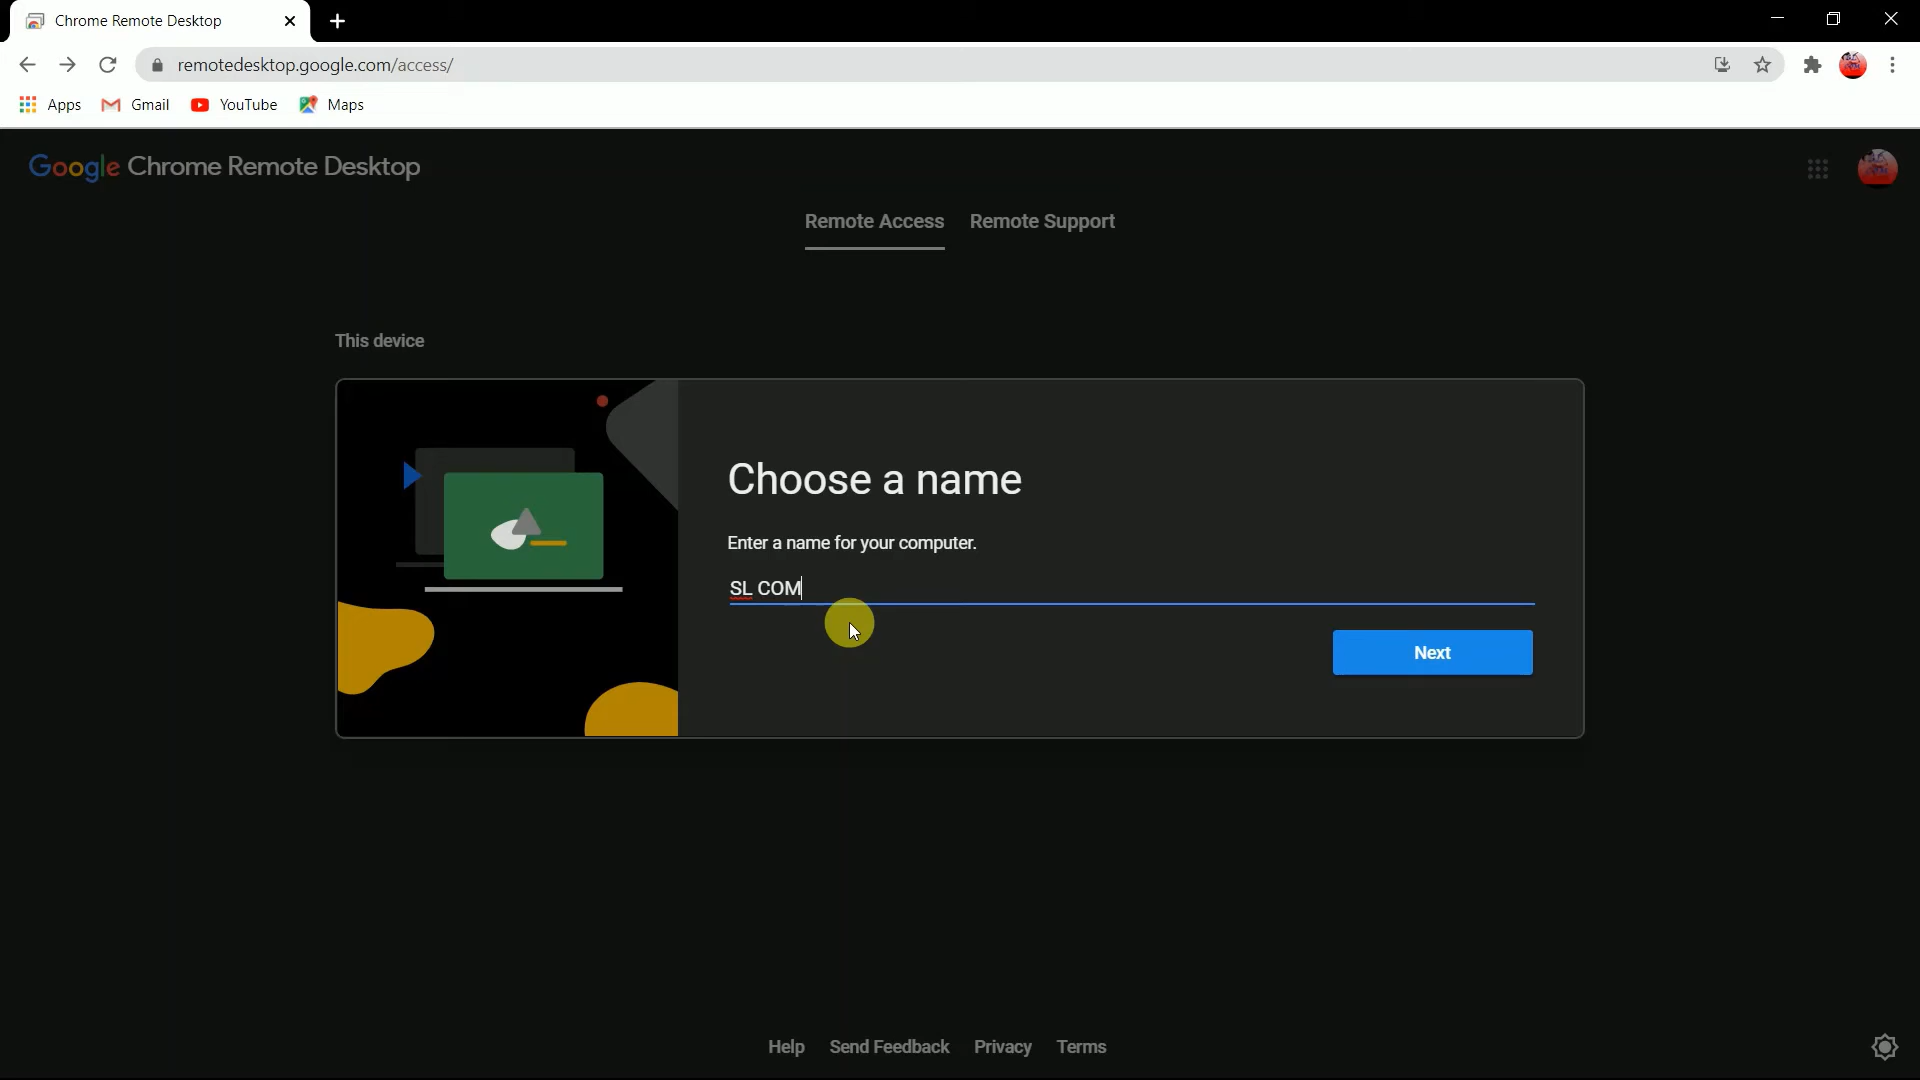 Chrome Remote Desktop
remotedesktop.google.com/access/
Apps Gmail YouTube Maps
Google Chrome Remote Desktop
Remote Access Remote Support
This device
Choose a name
Enter a name for your computer.
SL COM
Next
Help Send Feedback Privacy Terms